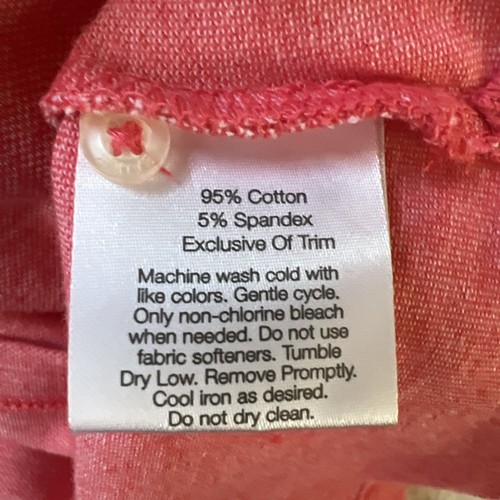 95% Cotton
5% Spandex
Exclusive Of Trim
Machine wash cold with
like colors. Gentle cycle.
Only non-chlorine bleach
when needed. Do not use
fabric softeners. Tumble
Dry Low. Remove Promptly.
Cool iron as desired.
Do not dry clean.